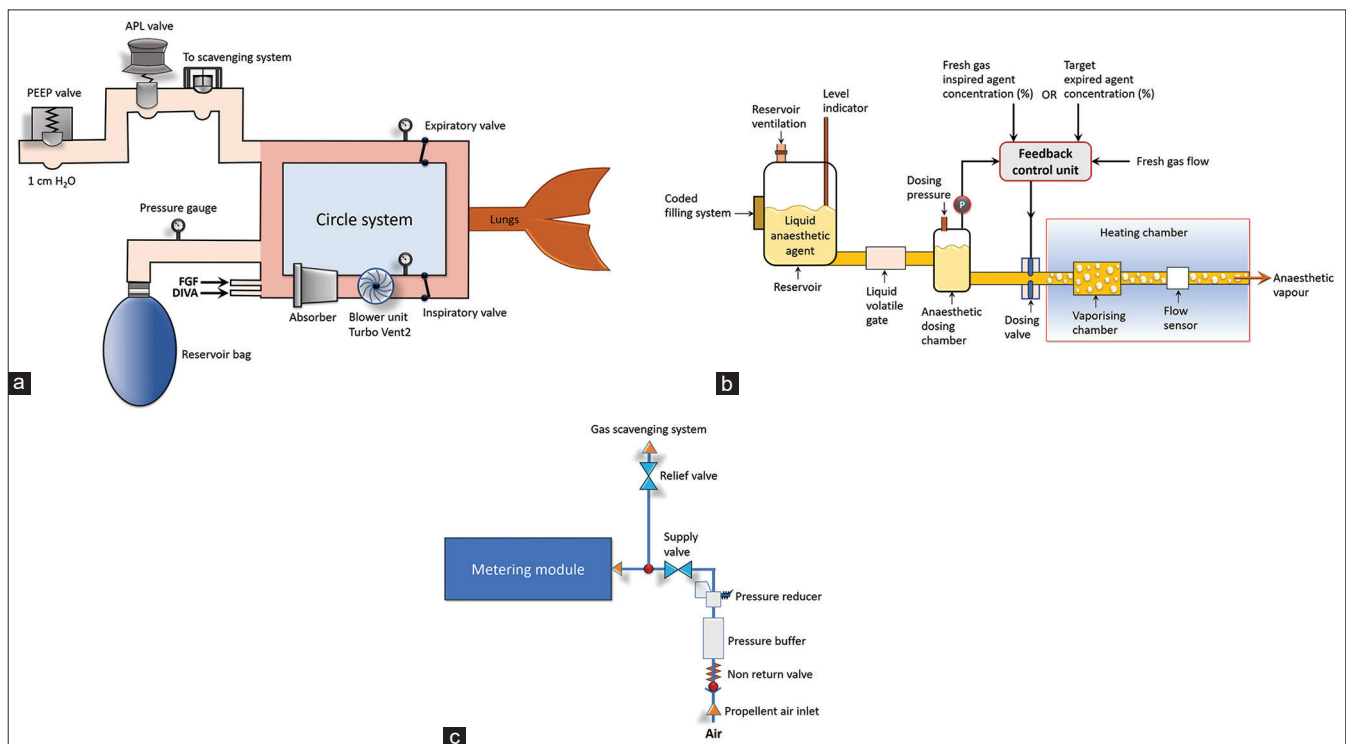 APL valve
To scavenging system
PEEP valve
Expiratory valve
1 cm H₂O
Pressure gauge
Circle system
Lungs
FGF
DIVA
Absorber
Blower unit
Turbo Vent2
Inspiratory valve
Reservoir bag
a
Fresh gas
inspired agent
concentration (%)
OR
Target
expired agent
concentration (%)
Level
indicator
Reservoir
ventilation
Feedback
control unit
Fresh gas flow
Dosing
pressure
P
Coded
filling system
Liquid
anaesthetic
agent
Heating chamber
Reservoir
Liquid
volatile
gate
Anaesthetic
dosing
chamber
Dosing
valve
Vaporising
chamber
Flow
sensor
Anaesthetic
vapour
b
Gas scavenging system
Relief valve
Supply
valve
Metering module
Pressure reducer
Pressure buffer
Non return valve
Propellent air inlet
Air
c